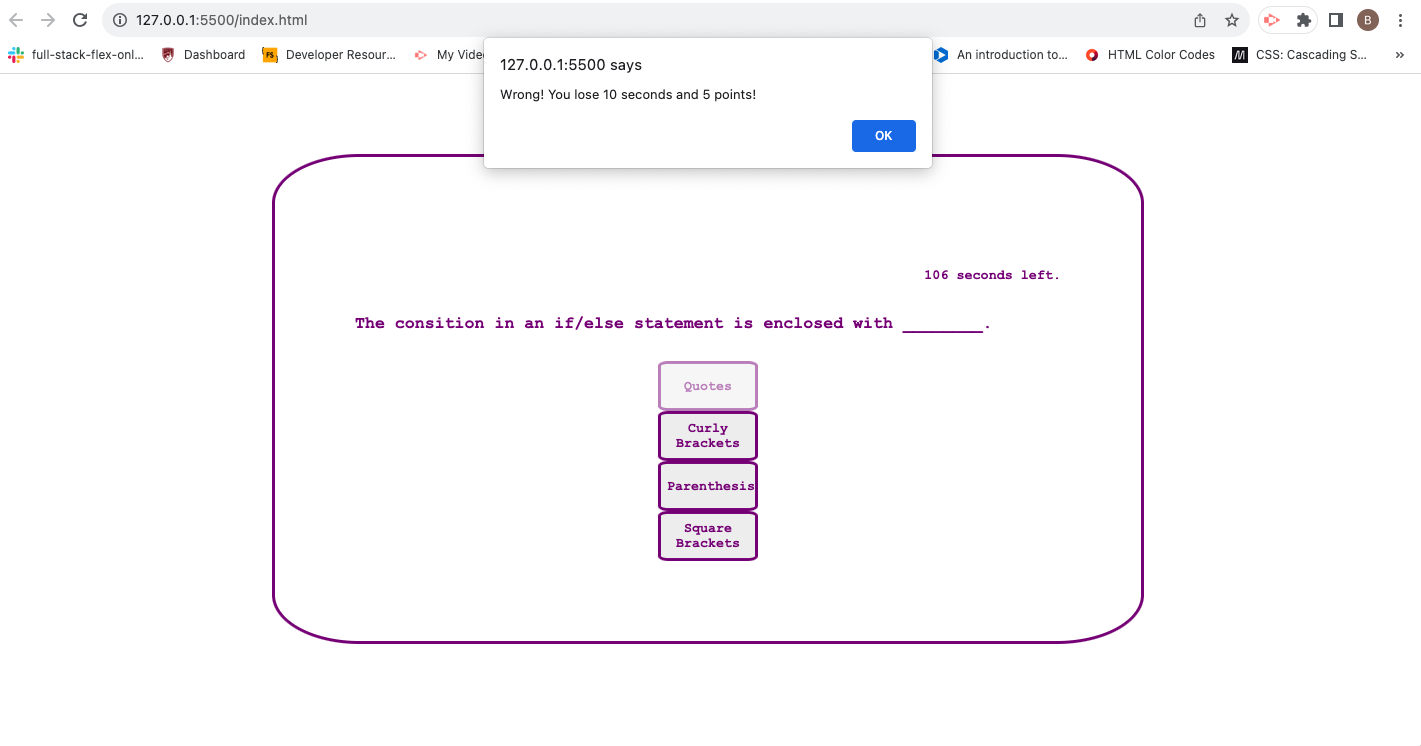 127.0.0.1:5500/index.html
B
full-stack-flex-onl...
Dashboard
FS
Developer Resour...
My Vide
An introduction to...
HTML Color Codes
M
CSS: Cascading S...
»
127.0.0.1:5500 says
Wrong! You lose 10 seconds and 5 points!
OK
106 seconds left.
The consition in an if/else statement is enclosed with ________.
Quotes
Curly
Brackets
Parenthesis
Square
Brackets